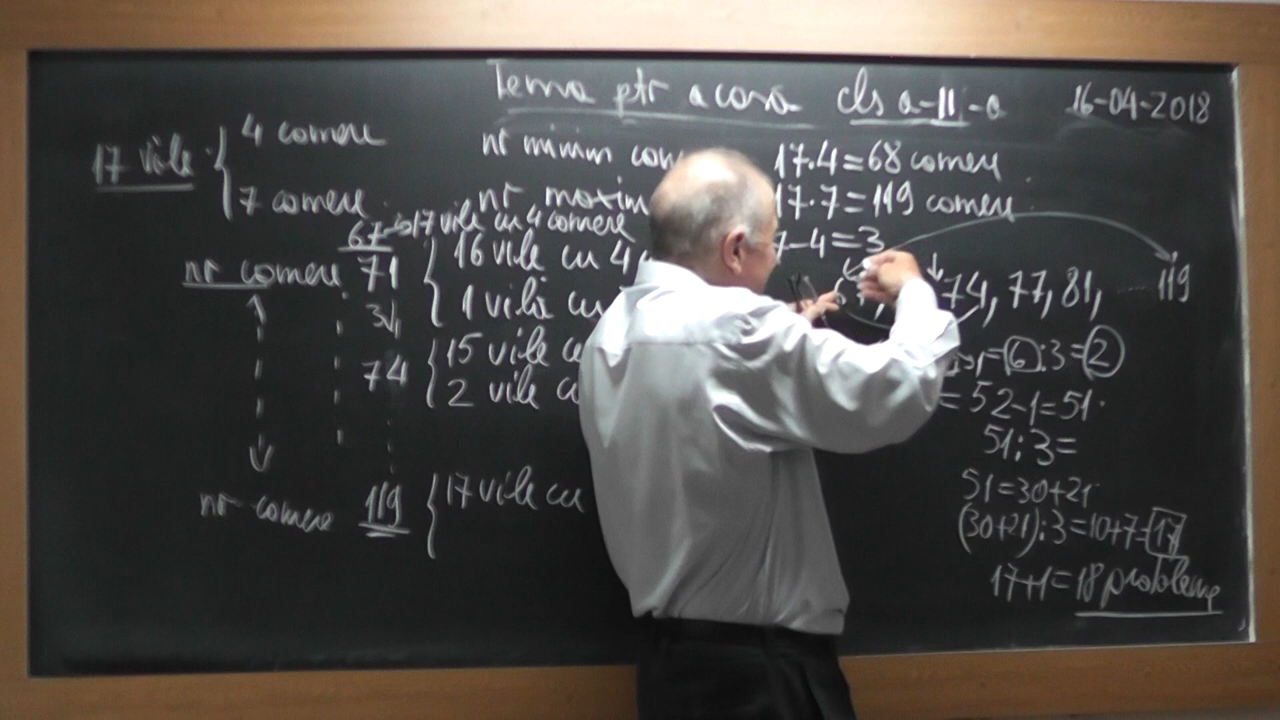 Tema ptr acasă cls a-II-a 16-04-2018
17 vile { 4 camere
7 camere
nr minim 17.4=68 camere
nr maxim 17.7=119 camere
-4=3
67→17 vile cu 4 camere
nr camere 71 { 16 vile cu 4
1 vilă cu
3↓
74 { 15 vile
2 vile
nr camere 119 { 17 vile cu
74, 77, 81, ...... 119
=6:3=2
=52-1=51.
51:3=
51=30+21
(30+21):3=10+7=17
17+1=18 probleme